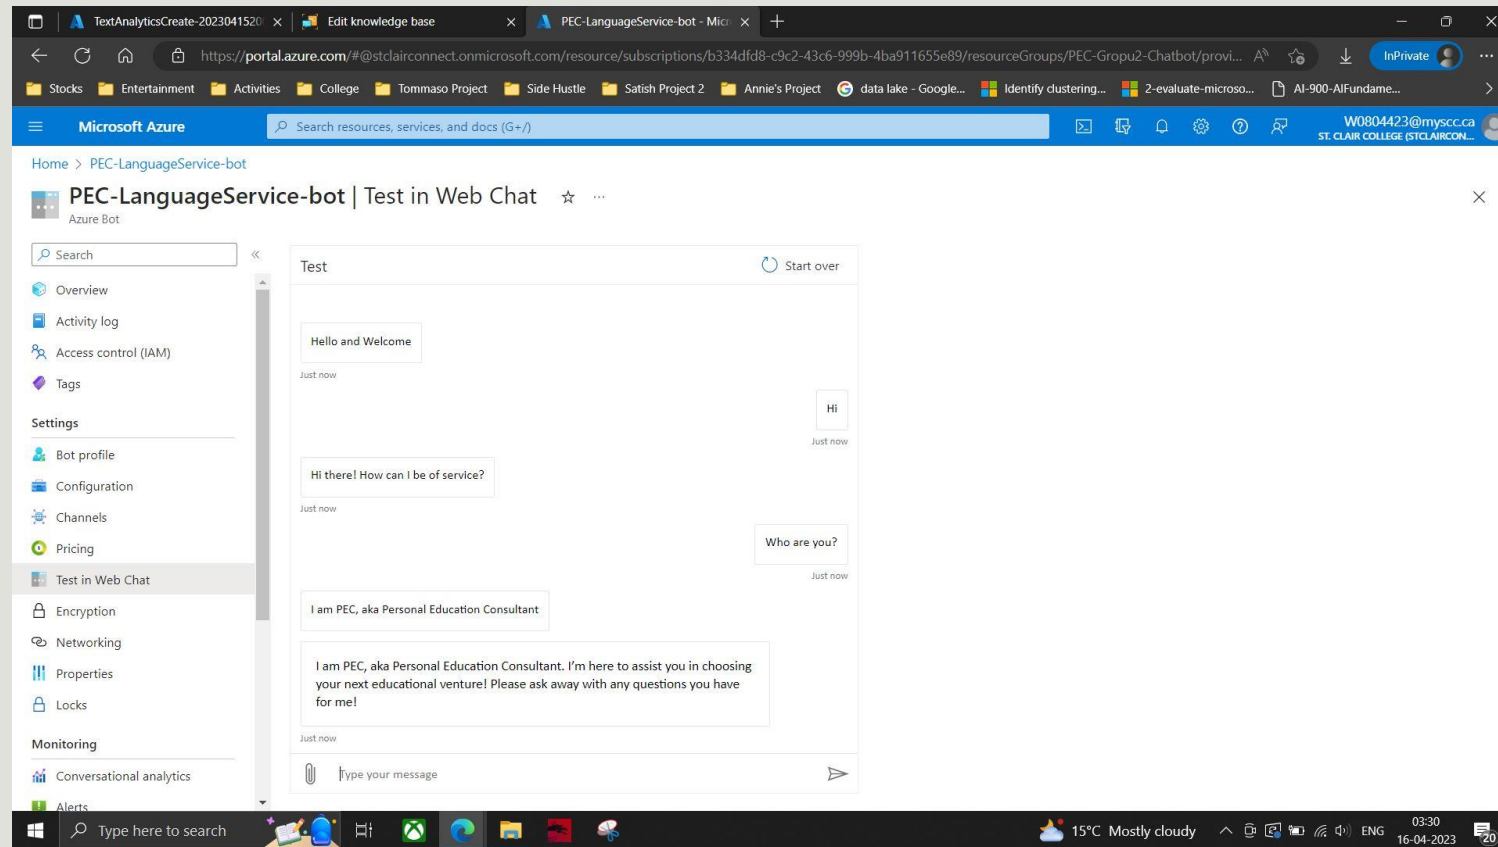 TextAnalyticsCreate-2023041520
Edit knowledge base
PEC-LanguageService-bot - Micr
https://portal.azure.com/#@stclairconnect.onmicrosoft.com/resource/subscriptions/b334dfd8-c9c2-43c6-999b-4ba911655e89/resourceGroups/PEC-Gropu2-Chatbot/provi...
InPrivate
Stocks
Entertainment
Activities
College
Tommaso Project
Side Hustle
Satish Project 2
Annie's Project
data lake - Google...
Identify clustering...
2-evaluate-microso...
AI-900-AIFundame...
Microsoft Azure
Search resources, services, and docs (G+/)
W0804423@myscc.ca
ST. CLAIR COLLEGE (STCLAIRCON...
Home > PEC-LanguageService-bot
PEC-LanguageService-bot | Test in Web Chat
Azure Bot
Search
Overview
Activity log
Access control (IAM)
Tags
Settings
Bot profile
Configuration
Channels
Pricing
Test in Web Chat
Encryption
Networking
Properties
Locks
Monitoring
Conversational analytics
Alerts
Test
Start over
Hello and Welcome
Just now
Hi
Just now
Hi there! How can I be of service?
Just now
Who are you?
Just now
I am PEC, aka Personal Education Consultant
I am PEC, aka Personal Education Consultant. I'm here to assist you in choosing
your next educational venture! Please ask away with any questions you have
for me!
Just now
Type your message
Type here to search
15°C Mostly cloudy
ENG
03:30
16-04-2023
20